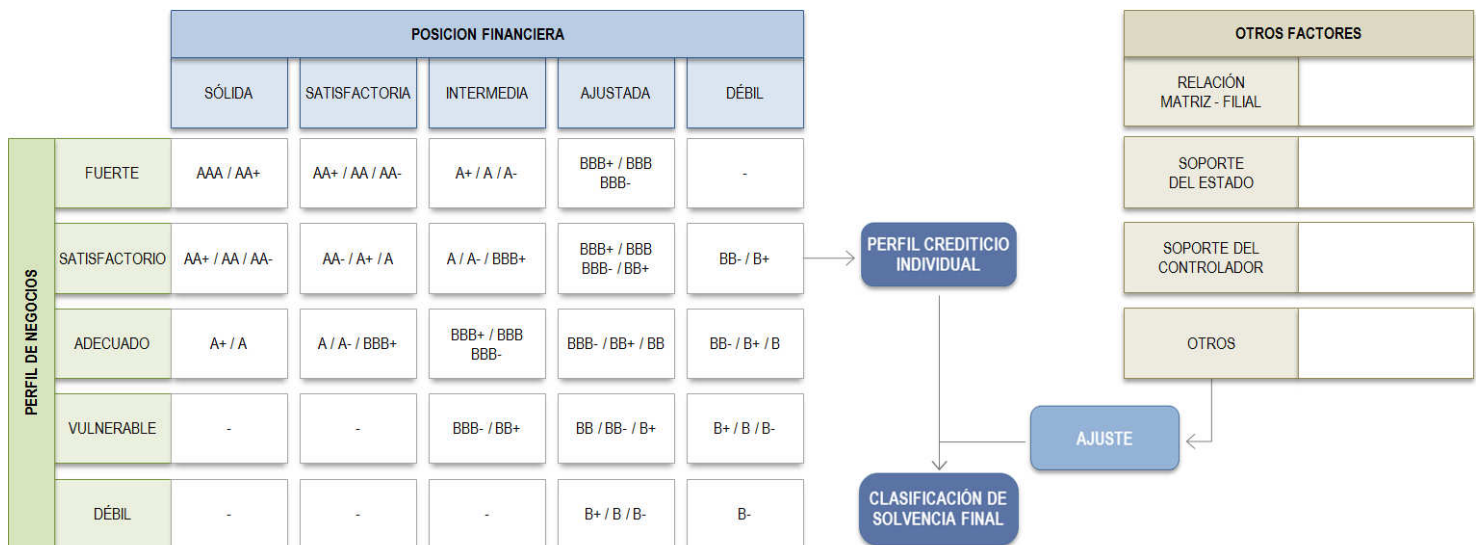 POSICION FINANCIERA
SÓLIDA
SATISFACTORIA
INTERMEDIA
AJUSTADA
DÉBIL
PERFIL DE NEGOCIOS
FUERTE
AAA / AA+
AA+ / AA / AA-
A+ / A / A-
BBB+ / BBB
BBB-
-
SATISFACTORIO
AA+ / AA / AA-
AA- / A+ / A
A / A- / BBB+
BBB+ / BBB
BBB- / BB+
BB- / B+
ADECUADO
A+ / A
A / A- / BBB+
BBB+ / BBB
BBB-
BBB- / BB+ / BB
BB- / B+ / B
VULNERABLE
-
-
BBB- / BB+
BB / BB- / B+
B+ / B / B-
DÉBIL
-
-
-
B+ / B / B-
B-
PERFIL CREDITICIO
INDIVIDUAL
OTROS FACTORES
RELACIÓN
MATRIZ - FILIAL
SOPORTE
DEL ESTADO
SOPORTE DEL
CONTROLADOR
OTROS
AJUSTE
CLASIFICACIÓN DE
SOLVENCIA FINAL